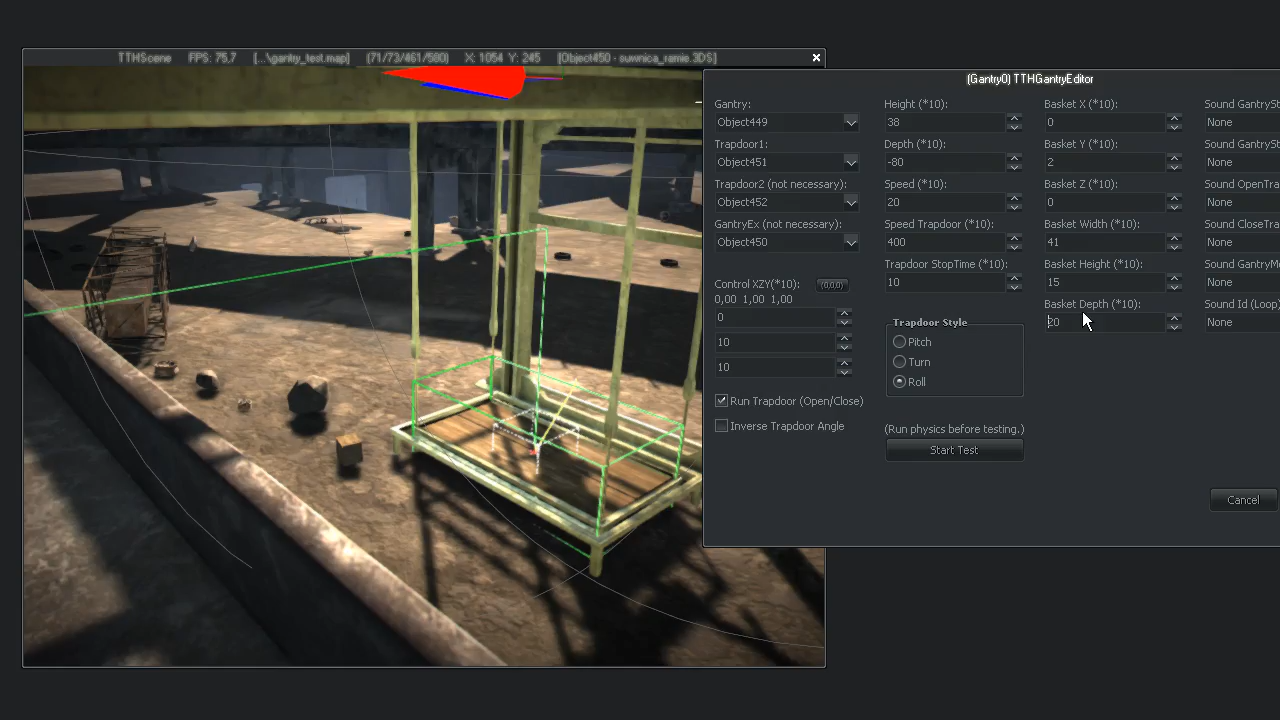 TTHScene FPS: 75,7 [...\gantry_test.map] (71/73/461/580) X: 1054 Y: 245 [Object450 - suwnica_ramie.3DS]
(Gantry0) TTHGantryEditor
Gantry:
Object449
Trapdoor1:
Object451
Trapdoor2 (not necessary):
Object452
GantryEx (not necessary):
Object450
Control XZY(*10):
(0,0,0)
0,00 1,00 1,00
0
10
10
Run Trapdoor (Open/Close)
Inverse Trapdoor Angle
Height (*10):
38
Depth (*10):
-80
Speed (*10):
20
Speed Trapdoor (*10):
400
Trapdoor StopTime (*10):
10
Trapdoor Style
Pitch
Turn
Roll
(Run physics before testing.)
Start Test
Basket X (*10):
0
Basket Y (*10):
2
Basket Z (*10):
0
Basket Width (*10):
41
Basket Height (*10):
15
Basket Depth (*10):
20
Sound GantrySt
None
Sound GantrySt
None
Sound OpenTra
None
Sound CloseTra
None
Sound GantryMo
None
Sound Id (Loop)
None
Cancel